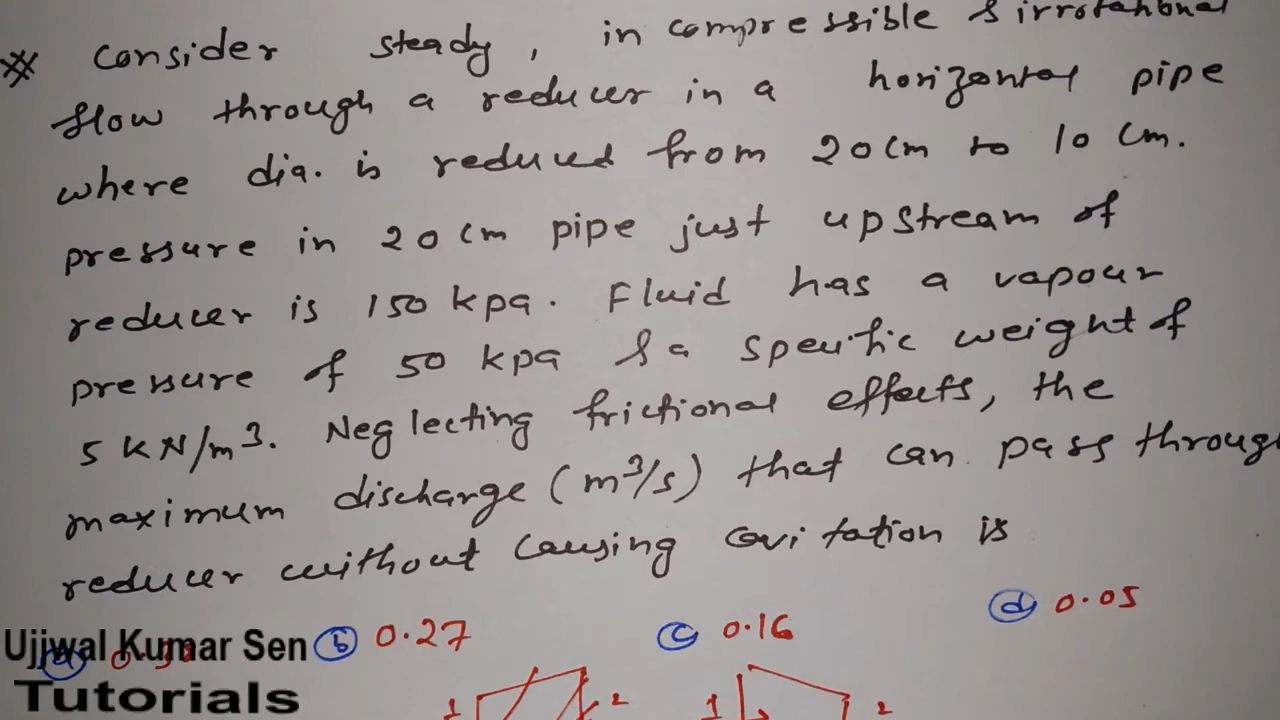 ※ consider steady, in compressible & irrotational
flow through a reducer in a horizontal pipe
where dia. is reduced from 20cm to 10 cm.
pressure in 20cm pipe just upstream of
reducer is 150 kpa. Fluid has a vapour
pressure of 50 kpa & a specific weight of
5 kN/m³. Neglecting frictional effects, the
maximum discharge (m³/s) that can pass through
reducer without causing cavitation is
(b) 0.27 (c) 0.16 (d) 0.05
Ujjwal Kumar Sen
Tutorials
1 2 1 2